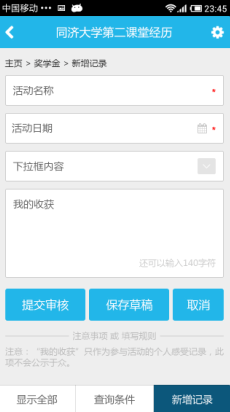 中国移动 ... 23:45
同济大学第二课堂经历
主页 > 奖学金 > 新增记录
活动名称 *
活动日期 *
下拉框内容
我的收获
还可以输入140字符
提交审核 保存草稿 取消
注意事项 或 填写规则
注意：“我的收获”只作为参与活动的个人感受记录，此
项不会公示于众。
显示全部 查询条件 新增记录